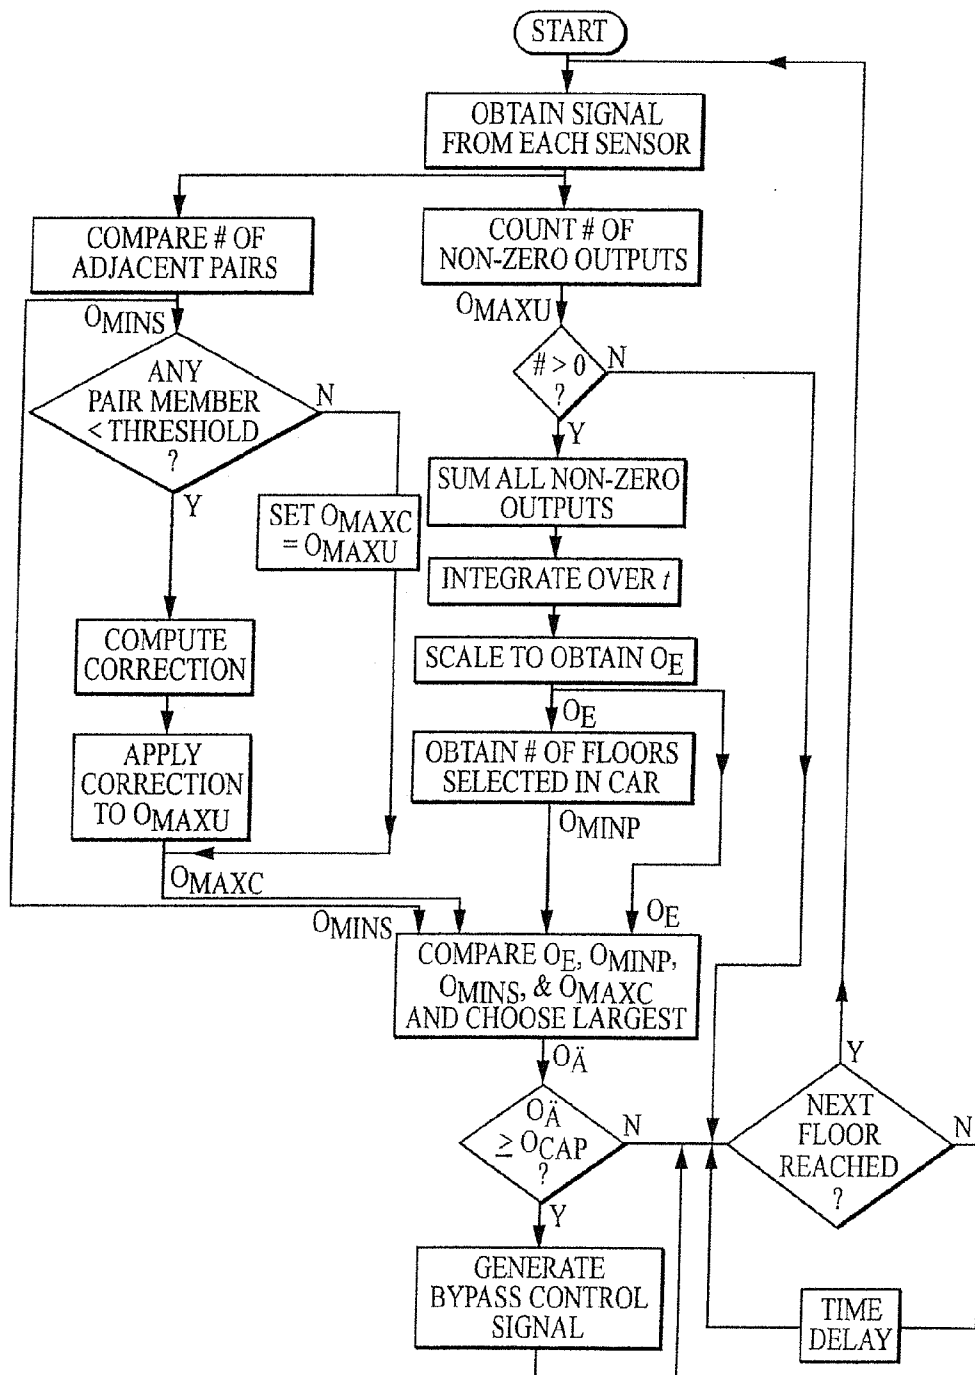 START
OBTAIN SIGNAL
FROM EACH SENSOR
COMPARE # OF
ADJACENT PAIRS
COUNT # OF
NON-ZERO OUTPUTS
OMINS
OMAXU
ANY
PAIR MEMBER
< THRESHOLD
?
N
Y
# > 0
?
N
Y
SET OMAXC
= OMAXU
SUM ALL NON-ZERO
OUTPUTS
INTEGRATE OVER t
COMPUTE
CORRECTION
SCALE TO OBTAIN OE
OE
APPLY
CORRECTION
TO OMAXU
OBTAIN # OF FLOORS
SELECTED IN CAR
OMINP
OMAXC
OMINS
OE
COMPARE OE, OMINP,
OMINS, & OMAXC
AND CHOOSE LARGEST
OÄ
OÄ
≥ OCAP
?
N
Y
NEXT
FLOOR
REACHED
?
Y
N
GENERATE
BYPASS CONTROL
SIGNAL
TIME
DELAY